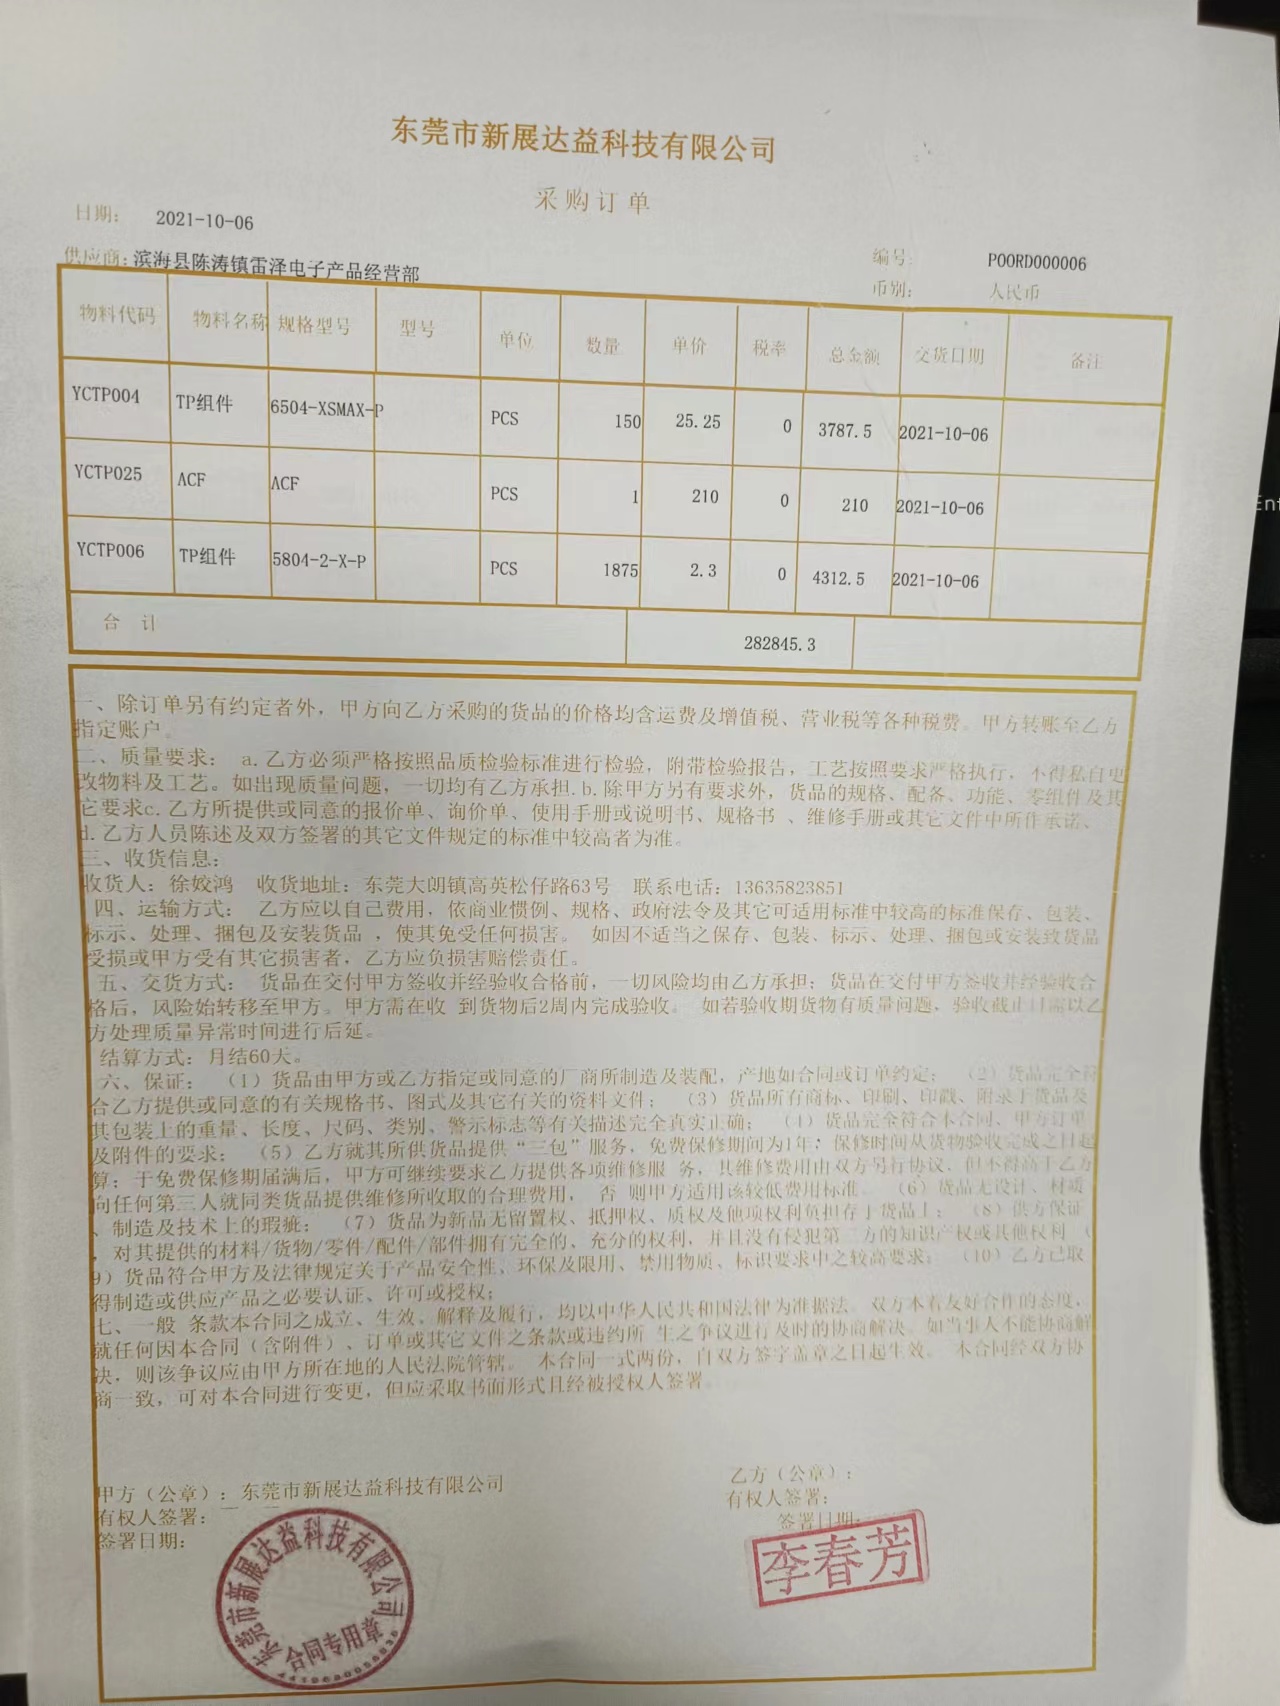 东莞市新展达益科技有限公司
采购订单
日期: 2021-10-06
供应商: 滨海县陈涛镇雷泽电子产品经营部 编号: POORD000006
币别: 人民币
物料代码 物料名称 规格型号 型号 单位 数量 单价 税率 总金额 交货日期 备注
YCTP004 TP组件 6504-XSMAX-P PCS 150 25.25 0 3787.5 2021-10-06
YCTP025 ACF ACF PCS 1 210 0 210 2021-10-06
YCTP006 TP组件 5804-2-X-P PCS 1875 2.3 0 4312.5 2021-10-06
合 计 282845.3
一、除订单另有约定者外，甲方向乙方采购的货品的价格均含运费及增值税、营业税等各种税费。甲方转账至乙方
指定账户。
二、质量要求： a.乙方必须严格按照品质检验标准进行检验，附带检验报告，工艺按照要求严格执行，不得私自更
改物料及工艺。如出现质量问题，一切均有乙方承担.b.除甲方另有要求外，货品的规格、配备、功能、零组件及其
它要求c.乙方所提供或同意的报价单、询价单、使用手册或说明书、规格书 、维修手册或其它文件中所作承诺、
d.乙方人员陈述及双方签署的其它文件规定的标准中较高者为准。
三、收货信息：
收货人：徐姣鸿 收货地址：东莞大朗镇高英松仔路63号 联系电话：13635823851
四、运输方式： 乙方应以自己费用，依商业惯例、规格、政府法令及其它可适用标准中较高的标准保存、包装、
标示、处理、捆包及安装货品 ，使其免受任何损害。 如因不适当之保存、包装、标示、处理、捆包或安装致货品
受损或甲方受有其它损害者，乙方应负损害赔偿责任。
五、交货方式： 货品在交付甲方签收并经验收合格前，一切风险均由乙方承担；货品在交付甲方签收并经验收合
格后，风险始转移至甲方。甲方需在收 到货物后2周内完成验收。 如若验收期货物有质量问题，验收截止日需以乙
方处理质量异常时间进行后延。
结算方式：月结60天。
六、保证： （1）货品由甲方或乙方指定或同意的厂商所制造及装配，产地如合同或订单约定； （2）货品完全符
合乙方提供或同意的有关规格书、图式及其它有关的资料文件； （3）货品所有商标、印刷、印戳、附录于货品及
其包装上的重量、长度、尺码、类别、警示标志等有关描述完全真实正确； （4）货品完全符合本合同、甲方订单
及附件的要求； （5）乙方就其所供货品提供“三包”服务，免费保修期间为1年；保修时间从货物验收完成之日起
算；于免费保修期届满后，甲方可继续要求乙方提供各项维修服 务，其维修费用由双方另行协议，但不得高于乙方
向任何第三人就同类货品提供维修所收取的合理费用， 否 则甲方适用该较低费用标准。 （6）货品无设计、材质
、制造及技术上的瑕疵； （7）货品为新品无留置权、抵押权、质权及他项权利负担存于货品上； （8）供方保证
，对其提供的材料/货物/零件/配件/部件拥有完全的、充分的权利，并且没有侵犯第三方的知识产权或其他权利 （
9）货品符合甲方及法律规定关于产品安全性、环保及限用、禁用物质、标识要求中之较高要求； （10）乙方已取
得制造或供应产品之必要认证、许可或授权；
七、一般 条款本合同之成立、生效、解释及履行，均以中华人民共和国法律为准据法。双方本着友好合作的态度，
就任何因本合同（含附件）、订单或其它文件之条款或违约所 生之争议进行及时的协商解决。如当事人不能协商解
决，则该争议应由甲方所在地的人民法院管辖。 本合同一式两份，自双方签字盖章之日起生效。 本合同经双方协
商一致，可对本合同进行变更，但应采取书面形式且经被授权人签署。
甲方（公章）：东莞市新展达益科技有限公司 乙方（公章）：
有权人签署： 有权人签署：
签署日期： 签署日期：
东莞市新展达益科技有限公司
合同专用章
李春芳